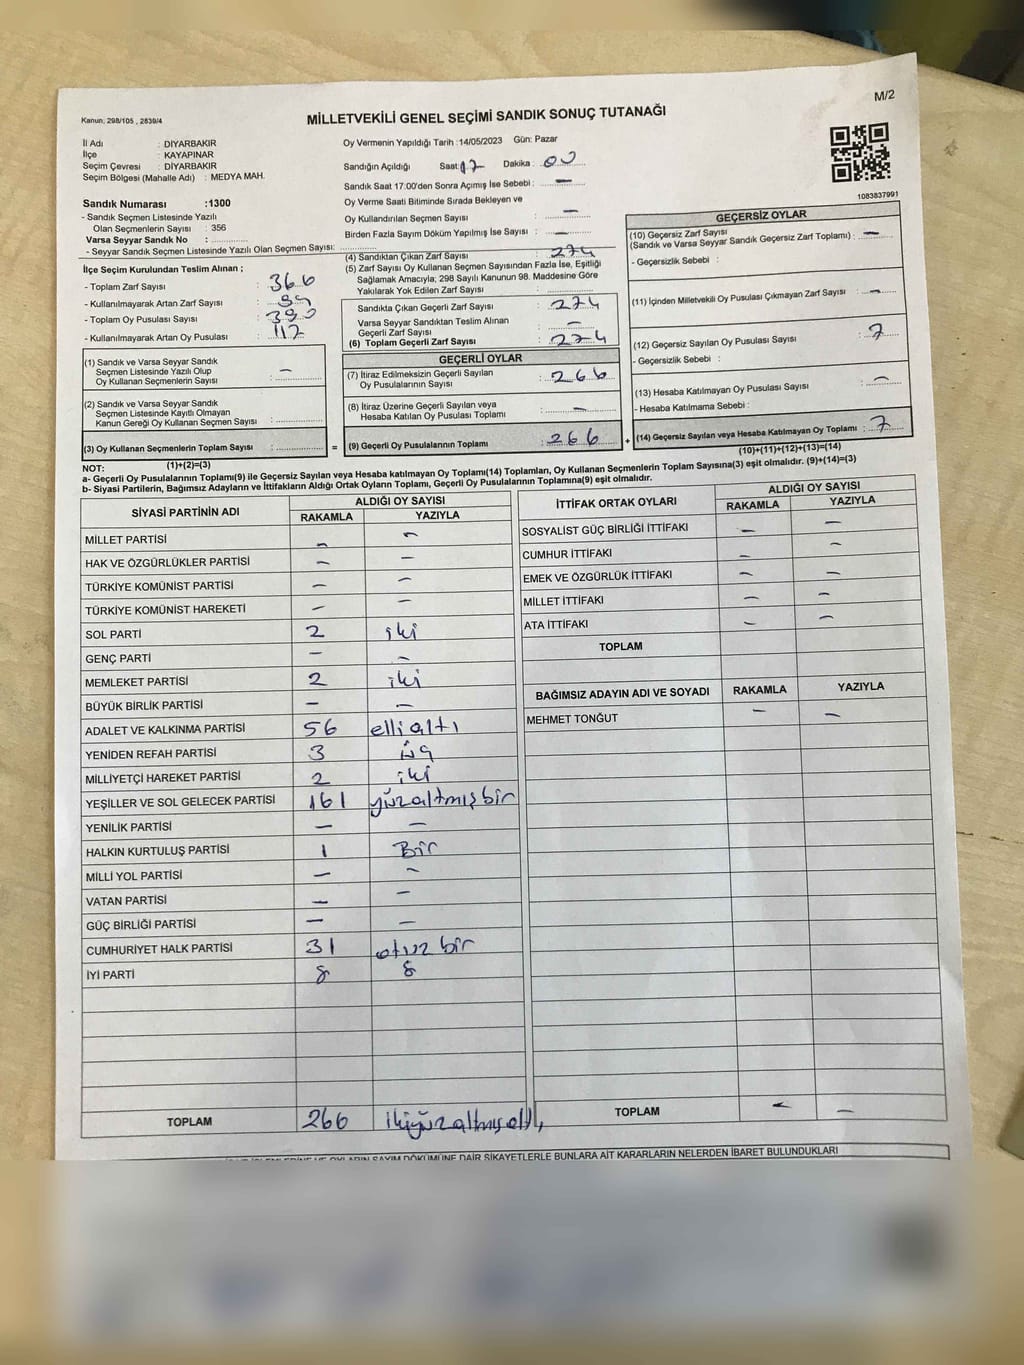 M/2
Kanun, 298/105 , 2839/4
MİLLETVEKİLİ GENEL SEÇİMİ SANDIK SONUÇ TUTANAĞI
İl Adı : DİYARBAKIR
İlçe : KAYAPINAR
Seçim Çevresi : DİYARBAKIR
Seçim Bölgesi (Mahalle Adı) : MEDYA MAH.
Sandık Numarası :1300
- Sandık Seçmen Listesinde Yazılı
Olan Seçmenlerin Sayısı : 356
Varsa Seyyar Sandık No :
- Seyyar Sandık Seçmen Listesinde Yazılı Olan Seçmen Sayısı:
İlçe Seçim Kurulundan Teslim Alınan ;
- Toplam Zarf Sayısı : 366
- Kullanılmayarak Artan Zarf Sayısı :
- Toplam Oy Pusulası Sayısı : 390
- Kullanılmayarak Artan Oy Pusulası : 117
(1) Sandık ve Varsa Seyyar Sandık
Seçmen Listesinde Yazılı Olup
Oy Kullanan Seçmenlerin Sayısı : —
(2) Sandık ve Varsa Seyyar Sandık
Seçmen Listesinde Kayıtlı Olmayan
Kanun Gereği Oy Kullanan Seçmen Sayısı :
(3) Oy Kullanan Seçmenlerin Toplam Sayısı :
(1)+(2)=(3)
Oy Vermenin Yapıldığı Tarih :14/05/2023 Gün: Pazar
Sandığın Açıldığı Saat: 17 Dakika : 00
Sandık Saat 17:00'den Sonra Açımış İse Sebebi : —
Oy Verme Saati Bitiminde Sırada Bekleyen ve
Oy Kullandırılan Seçmen Sayısı : —
Birden Fazla Sayım Döküm Yapılmış İse Sayısı : —
(4) Sandıktan Çıkan Zarf Sayısı : 274
(5) Zarf Sayısı Oy Kullanan Seçmen Sayısından Fazla İse, Eşitliği
Sağlamak Amacıyla; 298 Sayılı Kanunun 98. Maddesine Göre
Yakılarak Yok Edilen Zarf Sayısı :
Sandıkta Çıkan Geçerli Zarf Sayısı : 274
Varsa Seyyar Sandıktan Teslim Alınan
Geçerli Zarf Sayısı : —
(6) Toplam Geçerli Zarf Sayısı : 274
GEÇERLİ OYLAR
(7) İtiraz Edilmeksizin Geçerli Sayılan
Oy Pusulalarının Sayısı : 266
(8) İtiraz Üzerine Geçerli Sayılan veya
Hesaba Katılan Oy Pusulası Toplamı : —
= (9) Geçerli Oy Pusulalarının Toplamı : 266
1083837991
GEÇERSİZ OYLAR
(10) Geçersiz Zarf Sayısı
(Sandık ve Varsa Seyyar Sandık Geçersiz Zarf Toplamı) : —
- Geçersizlik Sebebi :
(11) İçinden Milletvekili Oy Pusulası Çıkmayan Zarf Sayısı : —
(12) Geçersiz Sayılan Oy Pusulası Sayısı : 7
- Geçersizlik Sebebi :
(13) Hesaba Katılmayan Oy Pusulası Sayısı : —
- Hesaba Katılmama Sebebi :
+ (14) Geçersiz Sayılan veya Hesaba Katılmayan Oy Toplamı : 7
(10)+(11)+(12)+(13)=(14)
NOT:
a- Geçerli Oy Pusulalarının Toplamı(9) ile Geçersiz Sayılan veya Hesaba katılmayan Oy Toplamı(14) Toplamları, Oy Kullanan Seçmenlerin Toplam Sayısına(3) eşit olmalıdır. (9)+(14)=(3)
b- Siyasi Partilerin, Bağımsız Adayların ve İttifakların Aldığı Ortak Oyların Toplamı, Geçerli Oy Pusulalarının Toplamına(9) eşit olmalıdır.
SİYASİ PARTİNİN ADI ALDIĞI OY SAYISI
RAKAMLA YAZIYLA
MİLLET PARTİSİ — —
HAK VE ÖZGÜRLÜKLER PARTİSİ — —
TÜRKİYE KOMÜNİST PARTİSİ — —
TÜRKİYE KOMÜNİST HAREKETİ — —
SOL PARTİ 2 iki
GENÇ PARTİ — —
MEMLEKET PARTİSİ 2 iki
BÜYÜK BİRLİK PARTİSİ — —
ADALET VE KALKINMA PARTİSİ 56 elli altı
YENİDEN REFAH PARTİSİ 3 üç
MİLLİYETÇİ HAREKET PARTİSİ 2 iki
YEŞİLLER VE SOL GELECEK PARTİSİ 161 yüzaltmışbir
YENİLİK PARTİSİ — —
HALKIN KURTULUŞ PARTİSİ 1 Bir
MİLLİ YOL PARTİSİ — —
VATAN PARTİSİ — —
GÜÇ BİRLİĞİ PARTİSİ — —
CUMHURİYET HALK PARTİSİ 31 otuz bir
İYİ PARTİ 8 8
TOPLAM 266 ikiyüzaltmışaltı
İTTİFAK ORTAK OYLARI ALDIĞI OY SAYISI
RAKAMLA YAZIYLA
SOSYALİST GÜÇ BİRLİĞİ İTTİFAKI — —
CUMHUR İTTİFAKI — —
EMEK VE ÖZGÜRLÜK İTTİFAKI — —
MİLLET İTTİFAKI — —
ATA İTTİFAKI — —
TOPLAM
BAĞIMSIZ ADAYIN ADI VE SOYADI RAKAMLA YAZIYLA
MEHMET TONĞUT — —
TOPLAM — —
OYLARIN SAYIM DÖKÜMÜNE DAİR ŞİKAYETLERLE BUNLARA AİT KARARLARIN NELERDEN İBARET BULUNDUKLARI